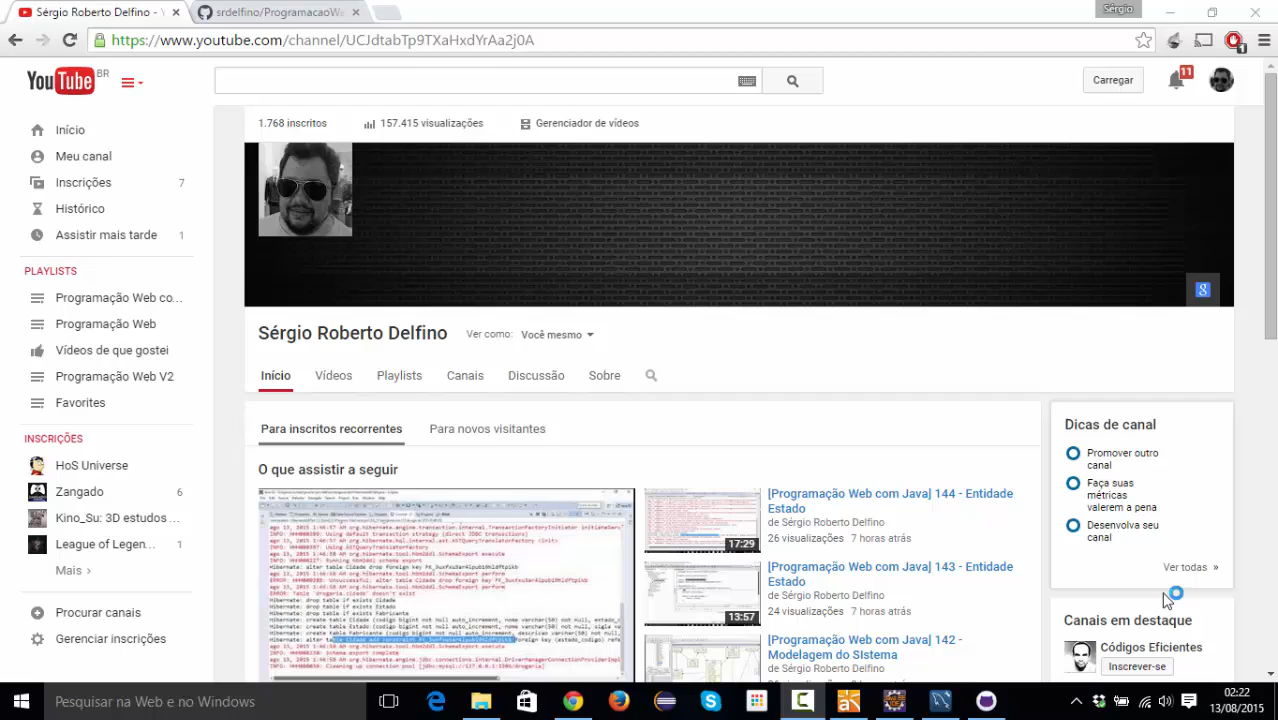 Sérgio Roberto Delfino - Y
srdelfino/ProgramacaoWe
Sérgio
https://www.youtube.com/channel/UCJdtabTp9TXaHxdYrAa2j0A
YouTube BR
Carregar
11
Início
Meu canal
Inscrições 7
Histórico
Assistir mais tarde 1
PLAYLISTS
Programação Web co...
Programação Web
Vídeos de que gostei
Programação Web V2
Favorites
INSCRIÇÕES
HoS Universe
Zangado 6
Kino_Su: 3D estudos ...
League of Legen... 1
Mais
Procurar canais
Gerenciar inscrições
1.768 inscritos 157.415 visualizações Gerenciador de vídeos
Sérgio Roberto Delfino Ver como: Você mesmo
Início Vídeos Playlists Canais Discussão Sobre
Para inscritos recorrentes Para novos visitantes
O que assistir a seguir
[Programação Web com Java] 144 - Entidade
Estado
de Sérgio Roberto Delfino
26 visualizações 7 horas atrás
17:29
[Programação Web com Java] 143 - Entidade
Estado
de Sérgio Roberto Delfino
24 visualizações 7 horas atrás
13:57
[Programação Web com Java] 142 -
Modelagem do Sistema
de Sérgio Roberto Delfino
Dicas de canal
Promover outro
canal
Faça suas
métricas
valerem a pena
Desenvolva seu
canal
Ver todas »
Canais em destaque
Códigos Eficientes
Inscrever-se
Pesquisar na Web e no Windows
02:22
13/08/2015